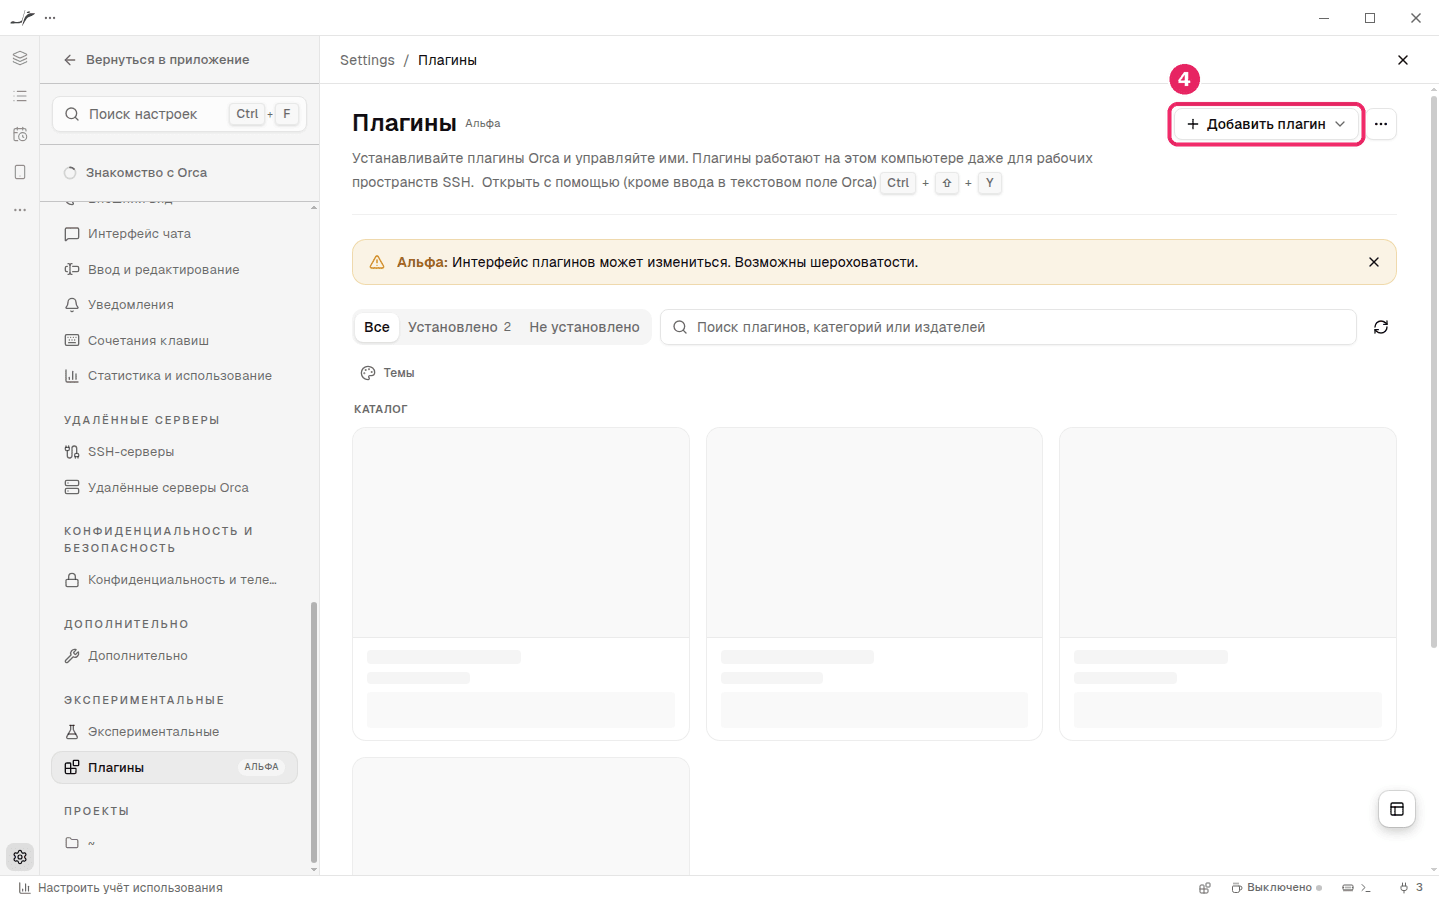 Вернуться в приложение
Settings / Плагины
4
Поиск настроек Ctrl + F
Плагины Альфа
Добавить плагин
Устанавливайте плагины Orca и управляйте ими. Плагины работают на этом компьютере даже для рабочих
пространств SSH. Открыть с помощью (кроме ввода в текстовом поле Orca) Ctrl + ⇧ + Y
Знакомство с Orca
Интерфейс чата
Ввод и редактирование
Уведомления
Сочетания клавиш
Статистика и использование
УДАЛЁННЫЕ СЕРВЕРЫ
SSH-серверы
Удалённые серверы Orca
КОНФИДЕНЦИАЛЬНОСТЬ И
БЕЗОПАСНОСТЬ
Конфиденциальность и теле...
ДОПОЛНИТЕЛЬНО
Дополнительно
ЭКСПЕРИМЕНТАЛЬНЫЕ
Экспериментальные
Плагины АЛЬФА
ПРОЕКТЫ
~
Альфа: Интерфейс плагинов может измениться. Возможны шероховатости.
Все Установлено 2 Не установлено
Поиск плагинов, категорий или издателей
Темы
КАТАЛОГ
Настроить учёт использования
Выключено
3